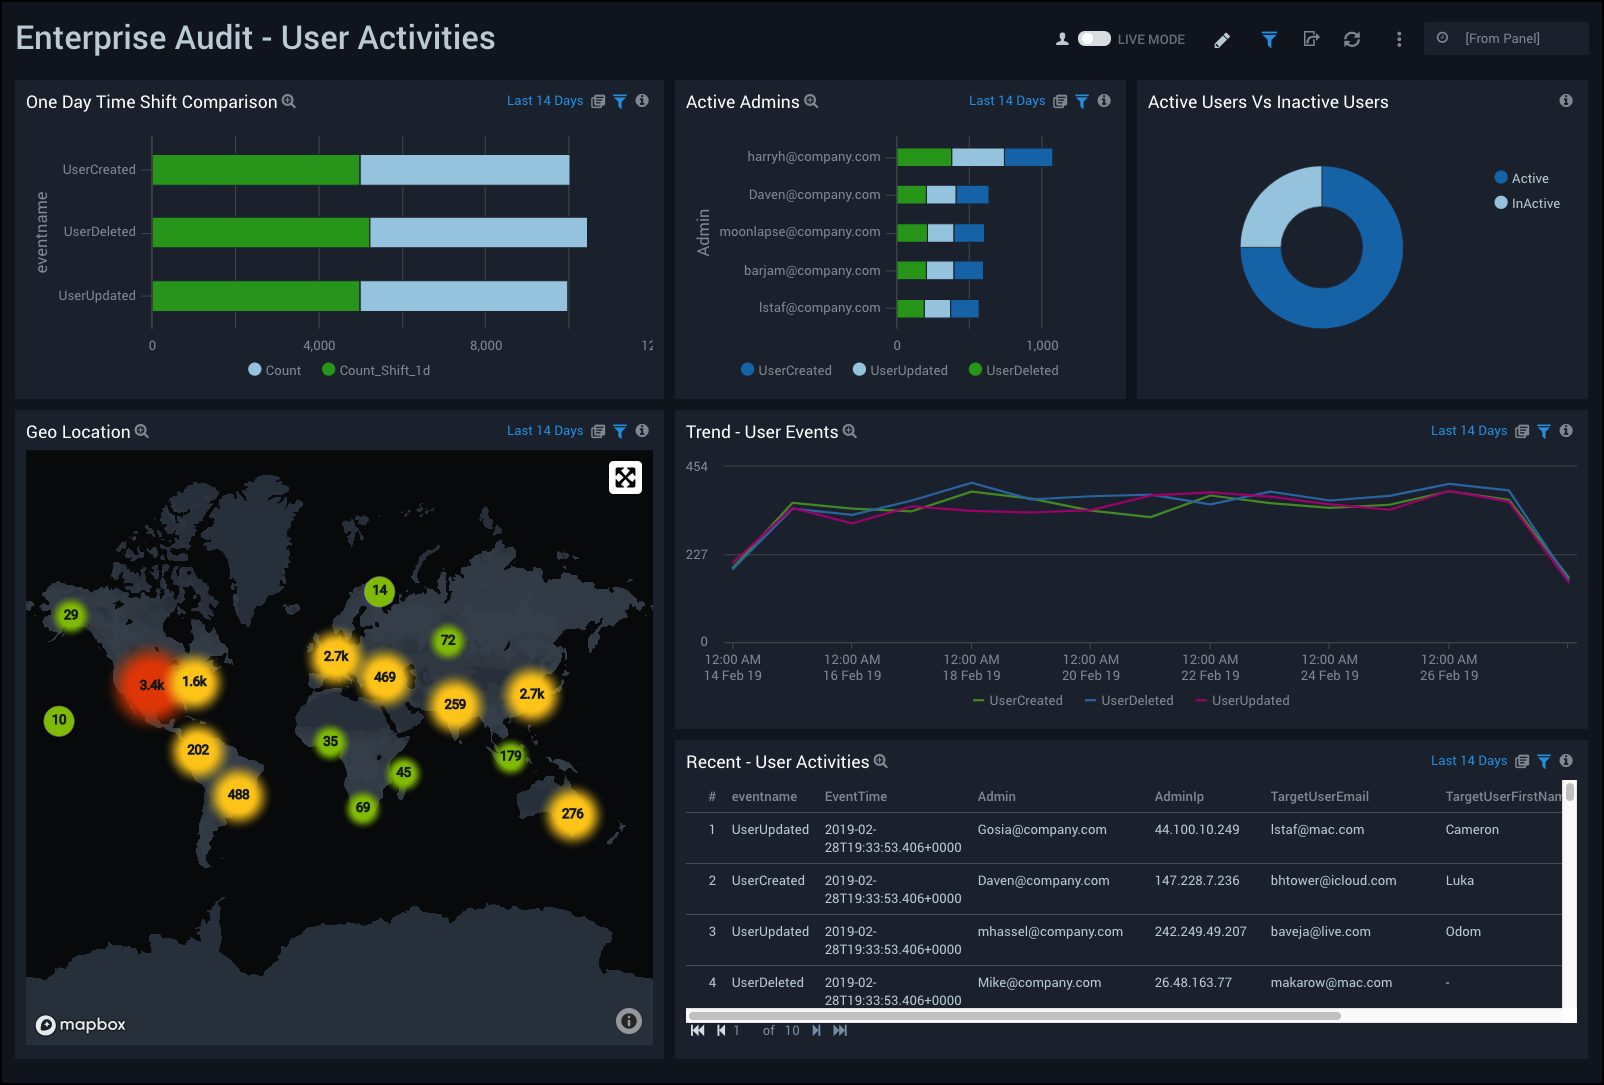 Enterprise Audit - User Activities
LIVE MODE
[From Panel]
One Day Time Shift Comparison
Last 14 Days
eventname
UserCreated
UserDeleted
UserUpdated
0 4,000 8,000 12
Count Count_Shift_1d
Active Admins
Last 14 Days
Admin
harryh@company.com
Daven@company.com
moonlapse@company.com
barjam@company.com
lstaf@company.com
0 1,000
UserCreated UserUpdated UserDeleted
Active Users Vs Inactive Users
Active
InActive
Geo Location
Last 14 Days
14
29
72
2.7k
469
3.4k
1.6k
259
2.7k
10
35
202
179
45
488
69
276
mapbox
Trend - User Events
Last 14 Days
454
227
0
12:00 AM 12:00 AM 12:00 AM 12:00 AM 12:00 AM 12:00 AM 12:00 AM
14 Feb 19 16 Feb 19 18 Feb 19 20 Feb 19 22 Feb 19 24 Feb 19 26 Feb 19
UserCreated UserDeleted UserUpdated
Recent - User Activities
Last 14 Days
# eventname EventTime Admin AdminIp TargetUserEmail TargetUserFirstNam
1 UserUpdated 2019-02- Gosia@company.com 44.100.10.249 lstaf@mac.com Cameron
28T19:33:53.406+0000
2 UserCreated 2019-02- Daven@company.com 147.228.7.236 bhtower@icloud.com Luka
28T19:33:53.406+0000
3 UserUpdated 2019-02- mhassel@company.com 242.249.49.207 baveja@live.com Odom
28T19:33:53.406+0000
4 UserDeleted 2019-02- Mike@company.com 26.48.163.77 makarow@mac.com -
28T19:33:53.406+0000
1 of 10